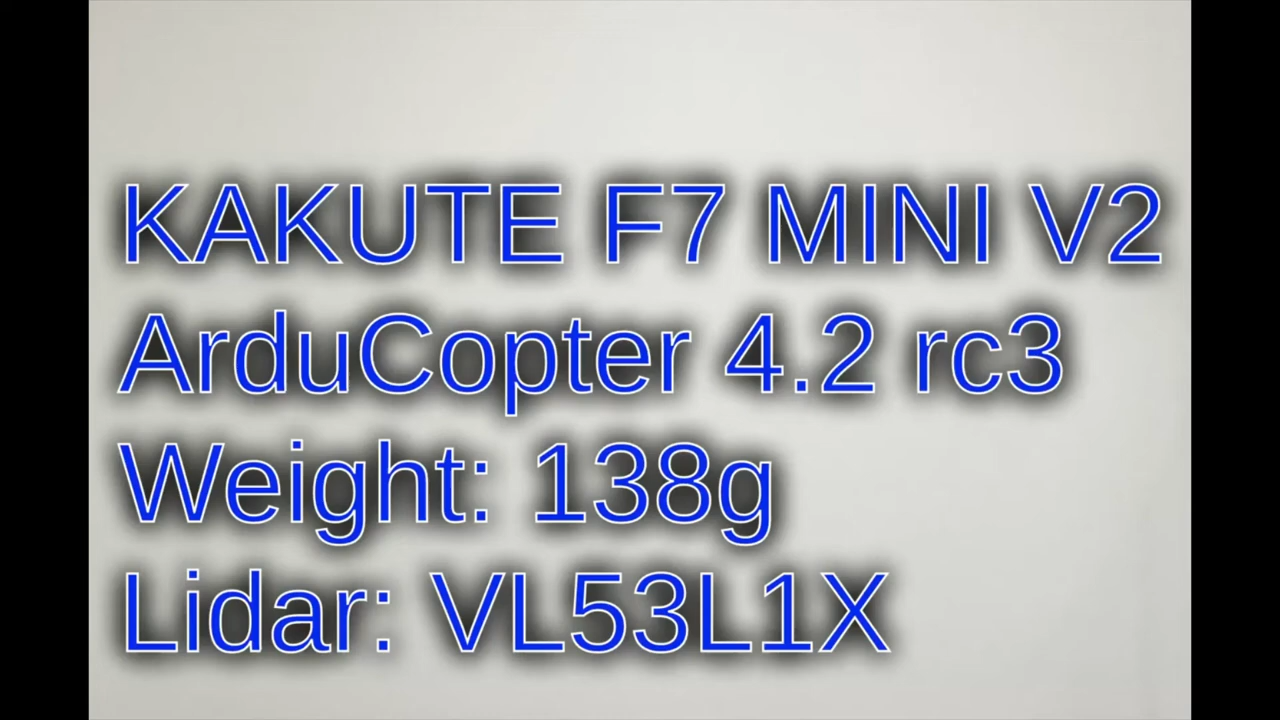 KAKUTE F7 MINI V2
ArduCopter 4.2 rc3
Weight: 138g
Lidar: VL53L1X